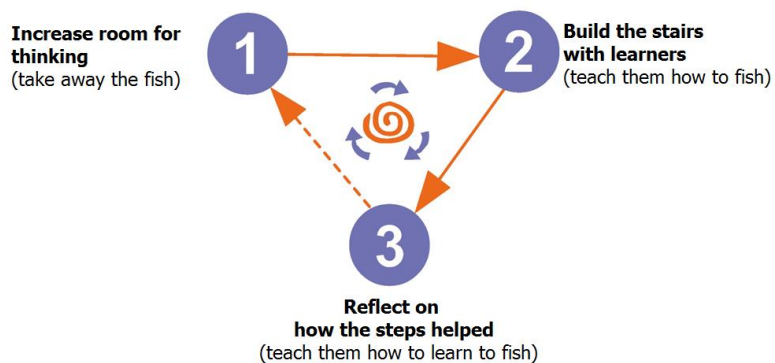 Increase room for
thinking
(take away the fish)
1
2
Build the stairs
with learners
(teach them how to fish)
3
Reflect on
how the steps helped
(teach them how to learn to fish)